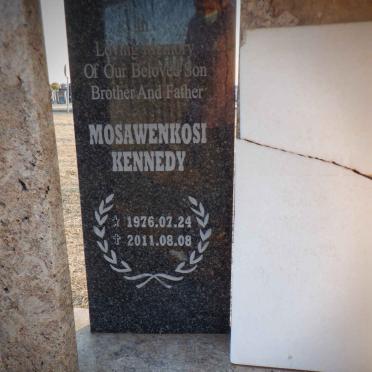 In
Loving Memory
Of Our Beloved Son
Brother And Father
MOSAWENKOSI
KENNEDY
1976.07.24
2011.08.08